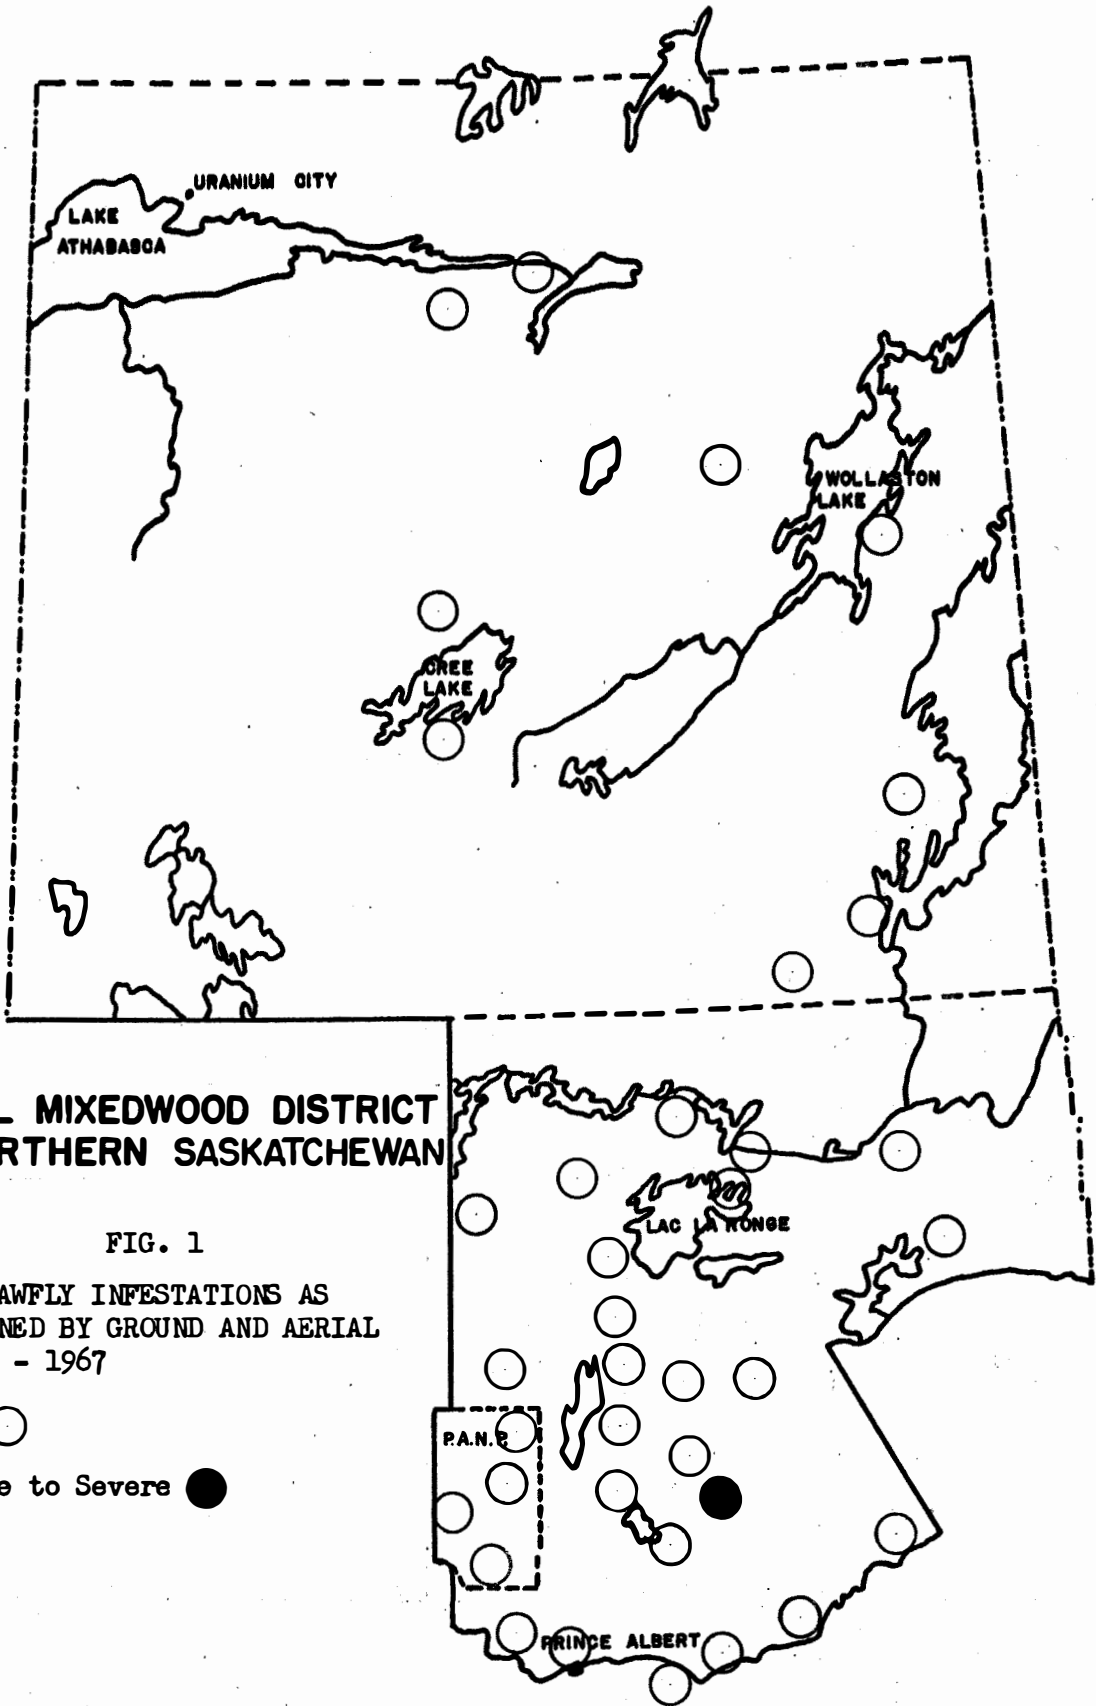 URANIUM CITY
LAKE
ATHABASCA
WOLLASTON
LAKE
CREE
LAKE
L MIXEDWOOD DISTRICT
RTHERN SASKATCHEWAN
FIG. 1
AWFLY INFESTATIONS AS
NED BY GROUND AND AERIAL
- 1967
e to Severe
LAC LA RONGE
P.A.N.P.
PRINCE ALBERT